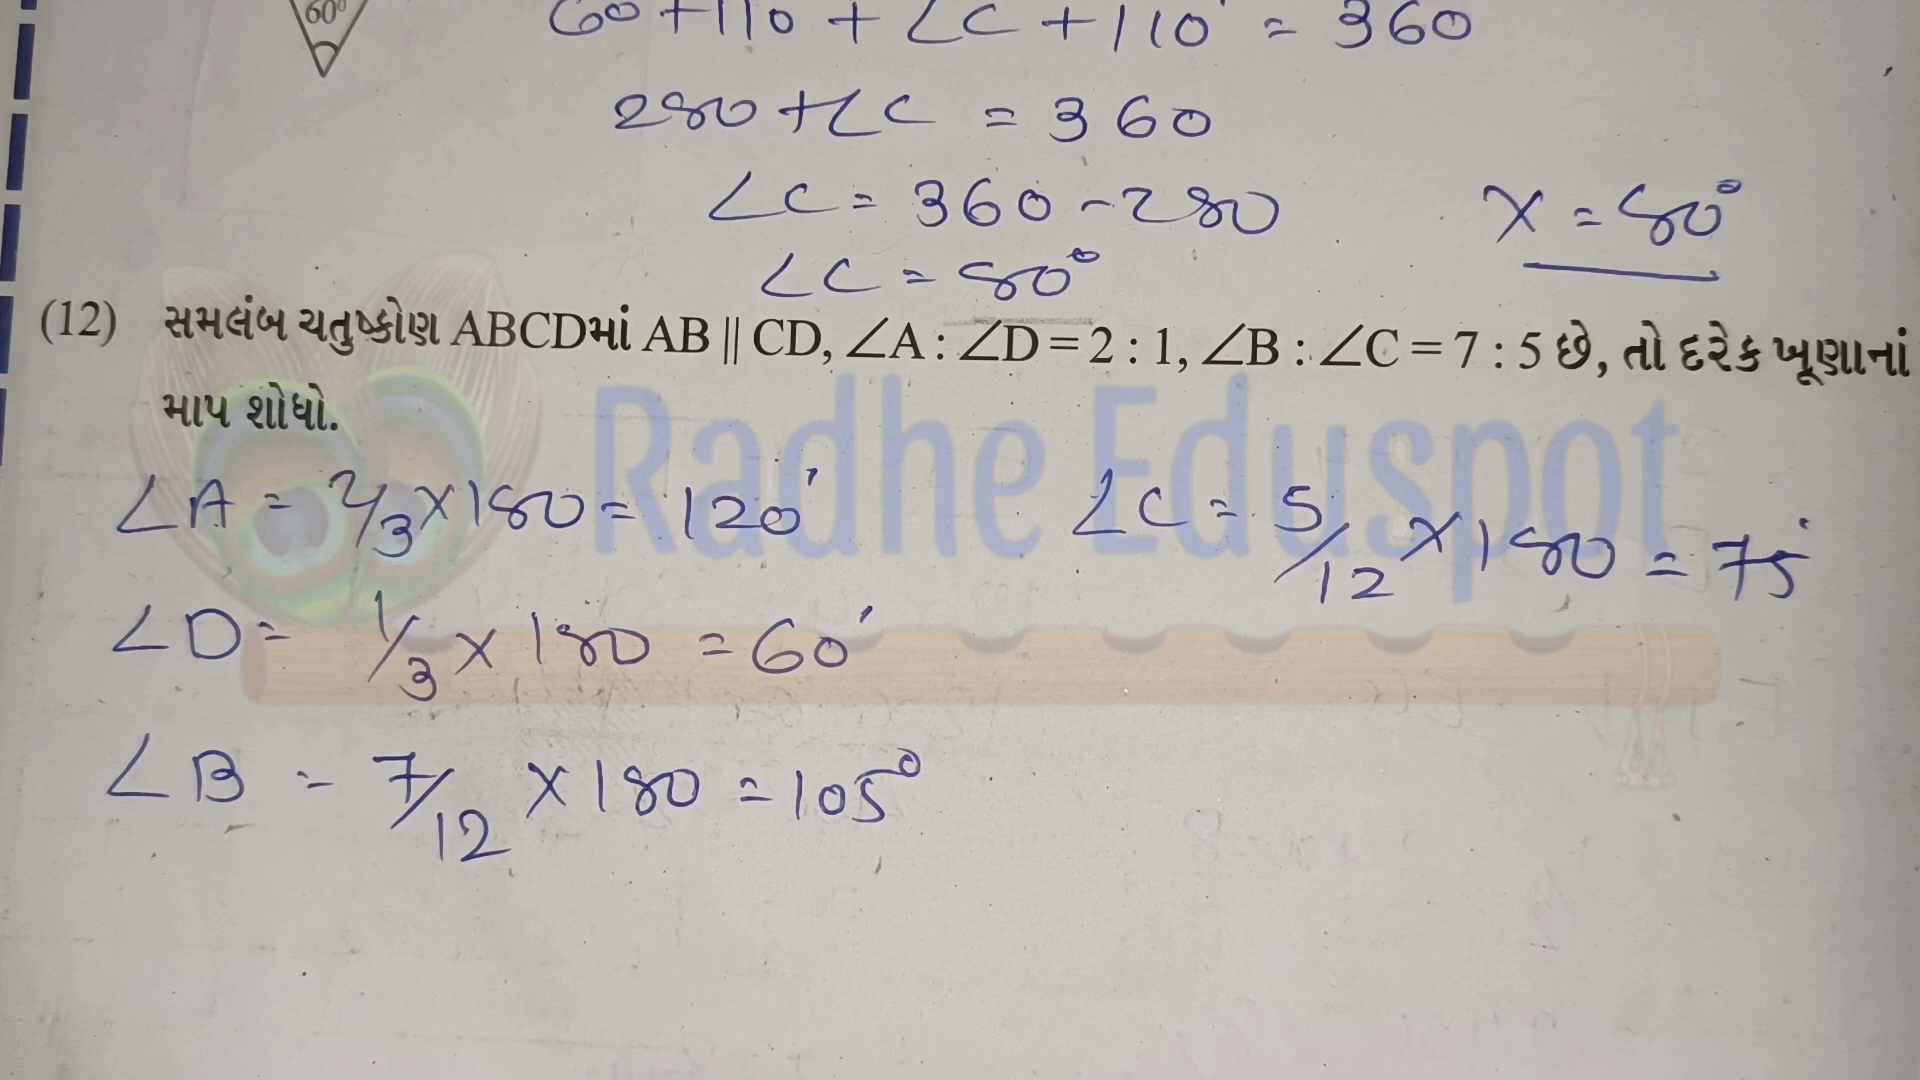 60⁰
60 + 110 + ∠C + 110° = 360
280 + ∠C = 360
∠C = 360 - 280
x = 80°
∠C = 80°
(12) સમલંબ ચતુષ્કોણ ABCDમાં AB || CD, ∠A : ∠D = 2 : 1, ∠B : ∠C = 7 : 5 છે, તો દરેક ખૂણાનાં
માપ શોધો.
Radhe Eduspot
∠A = 2/3 × 180 = 120°
∠C = 5/12 × 180 = 75°
∠D = 1/3 × 180 = 60°
∠B = 7/12 × 180 = 105°